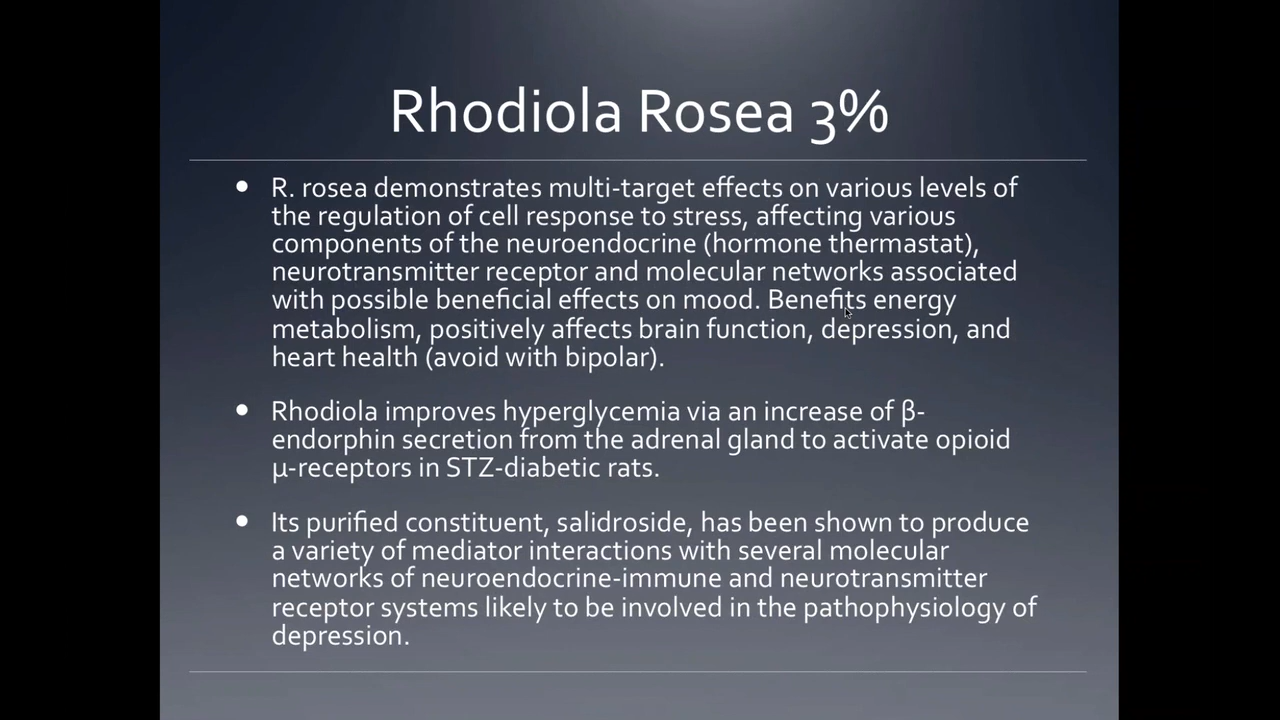 Rhodiola Rosea 3%
• R. rosea demonstrates multi-target effects on various levels of
the regulation of cell response to stress, affecting various
components of the neuroendocrine (hormone thermastat),
neurotransmitter receptor and molecular networks associated
with possible beneficial effects on mood. Benefits energy
metabolism, positively affects brain function, depression, and
heart health (avoid with bipolar).
• Rhodiola improves hyperglycemia via an increase of β-
endorphin secretion from the adrenal gland to activate opioid
μ-receptors in STZ-diabetic rats.
• Its purified constituent, salidroside, has been shown to produce
a variety of mediator interactions with several molecular
networks of neuroendocrine-immune and neurotransmitter
receptor systems likely to be involved in the pathophysiology of
depression.